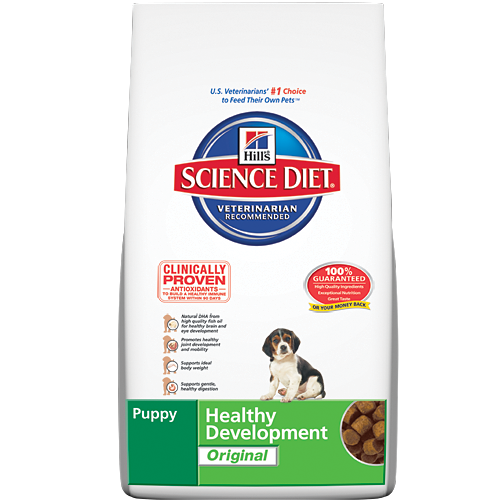 U.S. Veterinarians' #1 Choice
to Feed Their Own Pets™
Hill's
SCIENCE DIET®
VETERINARIAN
RECOMMENDED
CLINICALLY
PROVEN
ANTIOXIDANTS
TO BUILD A HEALTHY IMMUNE
SYSTEM WITHIN 90 DAYS
100%
GUARANTEED
High Quality Ingredients
Exceptional Nutrition
Great Taste
OR YOUR MONEY BACK
Natural DHA from
high quality fish oil
for healthy brain and
eye development
Promotes healthy
joint development
and mobility
Supports ideal
body weight
Supports gentle,
healthy digestion
Puppy
Healthy
Development
Original